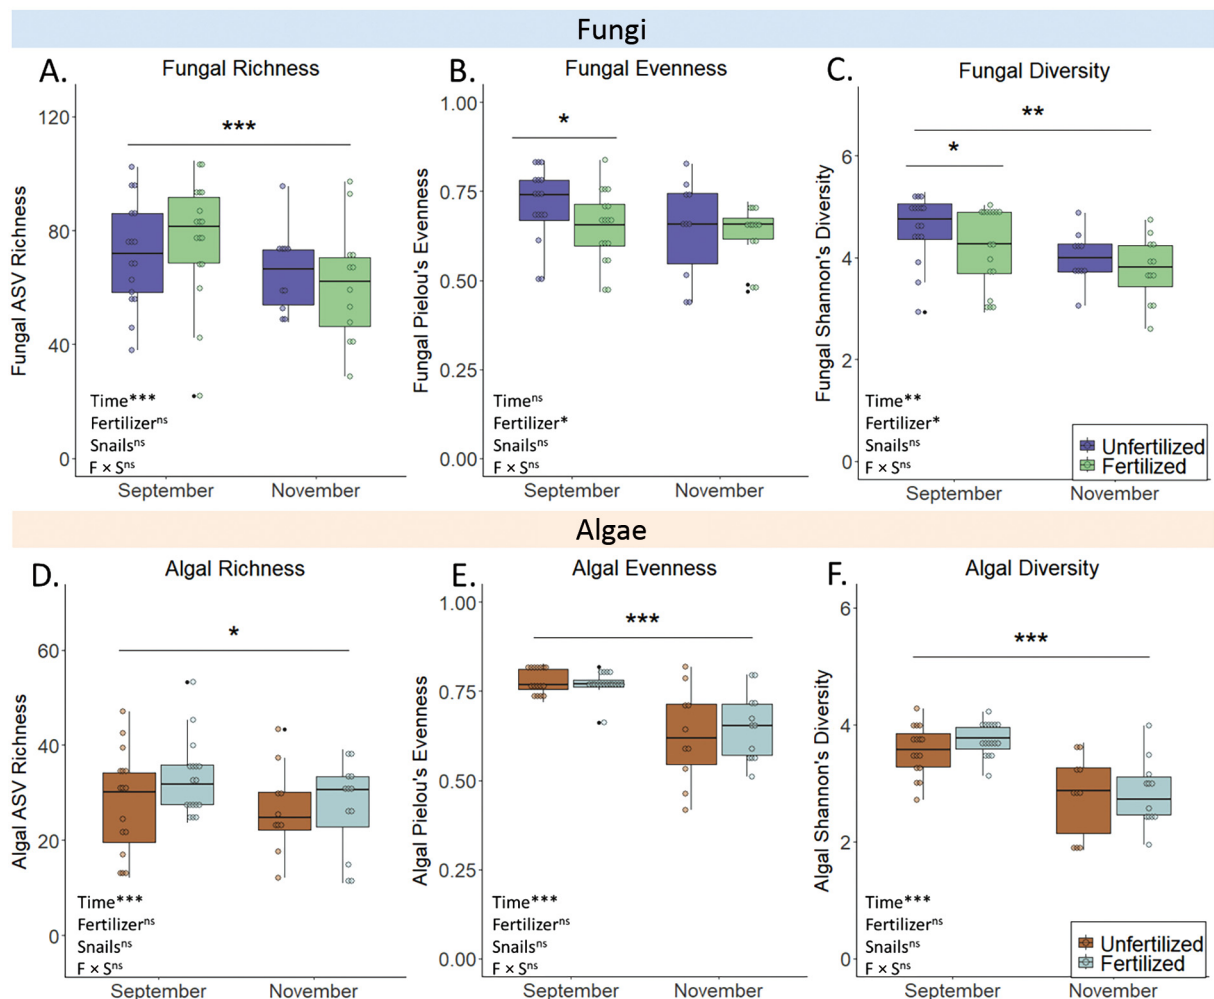 Fungi
A.
Fungal Richness
***
Fungal ASV Richness
120
80
40
0
Time***
Fertilizerns
Snailsns
F × Sns
September
November
B.
Fungal Evenness
*
Fungal Pielou's Evenness
1.00
0.75
0.50
0.25
0.00
Timens
Fertilizer*
Snailsns
F × Sns
September
November
C.
Fungal Diversity
**
*
Fungal Shannon's Diversity
6
4
2
0
Time**
Fertilizer*
Snailsns
F × Sns
Unfertilized
Fertilized
September
November
Algae
D.
Algal Richness
*
Algal ASV Richness
60
40
20
0
Time***
Fertilizerns
Snailsns
F × Sns
September
November
E.
Algal Evenness
***
Algal Pielou's Evenness
1.00
0.75
0.50
0.25
0.00
Time***
Fertilizerns
Snailsns
F × Sns
September
November
F.
Algal Diversity
***
Algal Shannon's Diversity
6
4
2
0
Time***
Fertilizerns
Snailsns
F × Sns
Unfertilized
Fertilized
September
November